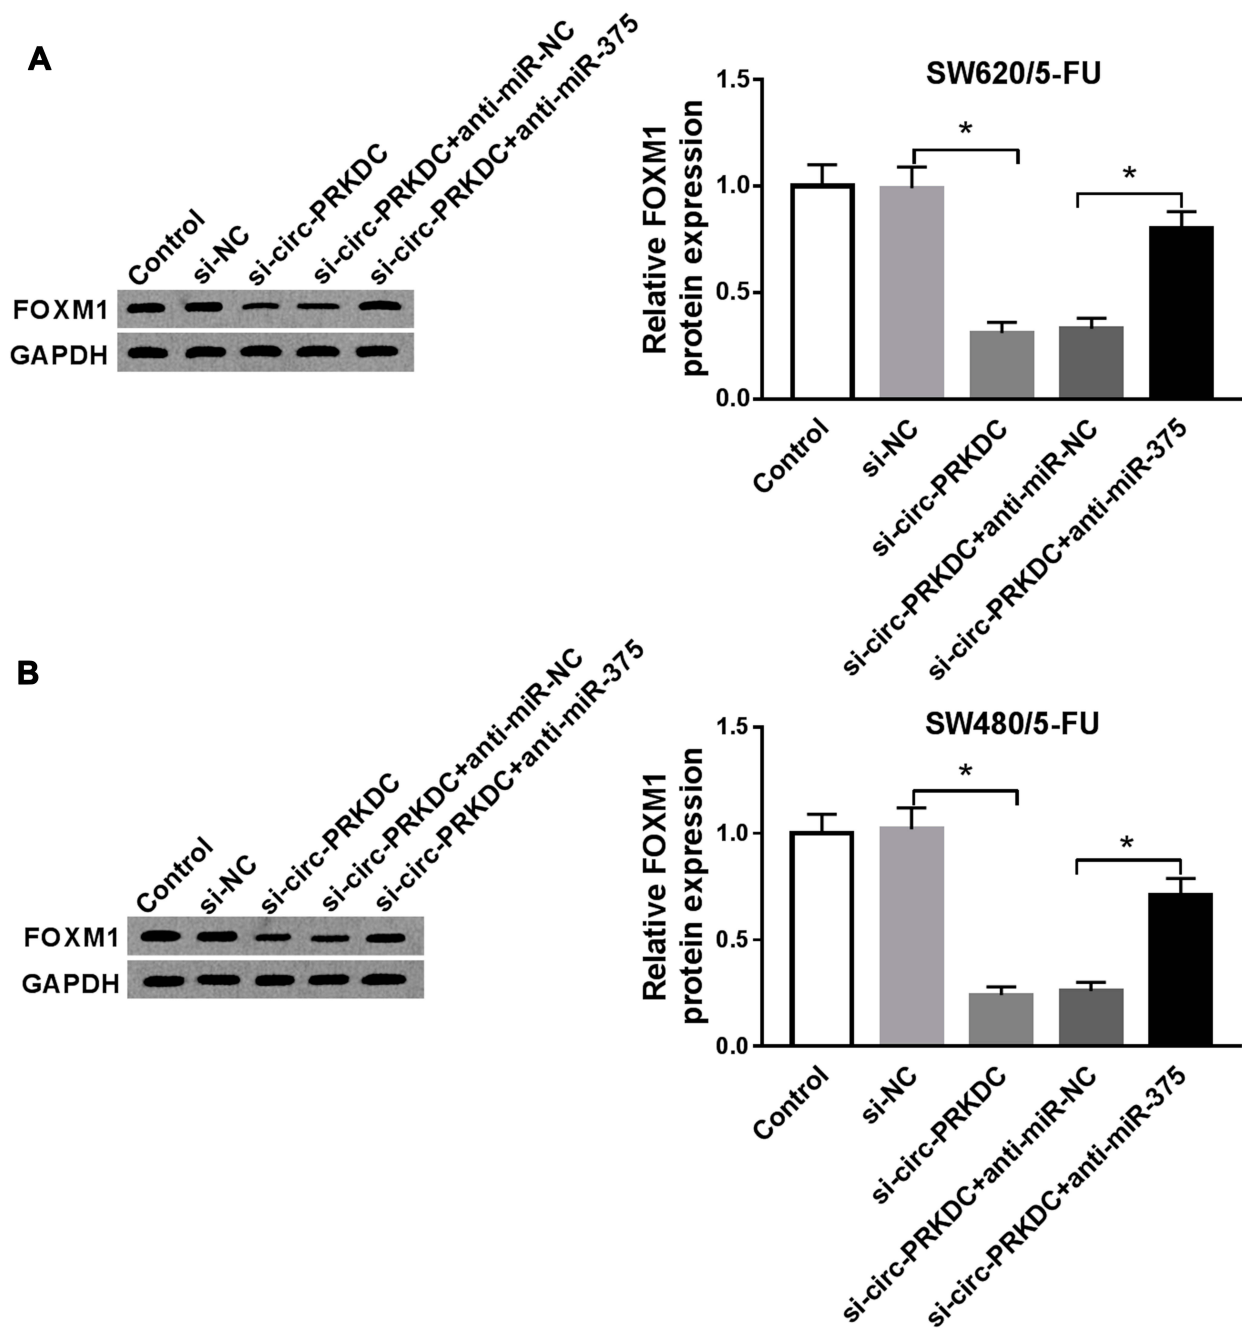 A
Control
si-NC
si-circ-PRKDC
si-circ-PRKDC+anti-miR-NC
si-circ-PRKDC+anti-miR-375
FOXM1
GAPDH
SW620/5-FU
Relative FOXM1
protein expression
1.5
1.0
0.5
0.0
*
*
Control
si-NC
si-circ-PRKDC
si-circ-PRKDC+anti-miR-NC
si-circ-PRKDC+anti-miR-375
B
Control
si-NC
si-circ-PRKDC
si-circ-PRKDC+anti-miR-NC
si-circ-PRKDC+anti-miR-375
FOXM1
GAPDH
SW480/5-FU
Relative FOXM1
protein expression
1.5
1.0
0.5
0.0
*
*
Control
si-NC
si-circ-PRKDC
si-circ-PRKDC+anti-miR-NC
si-circ-PRKDC+anti-miR-375